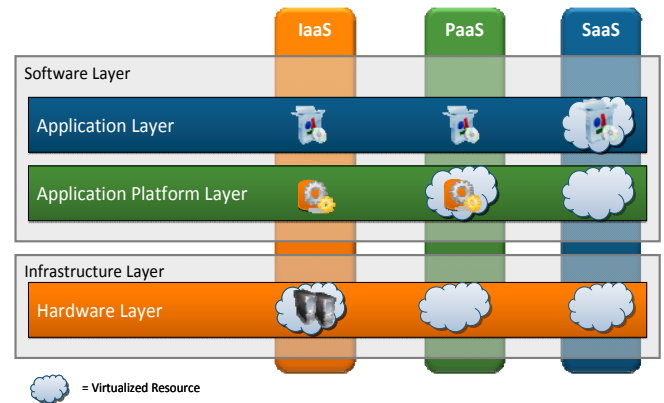 IaaS PaaS SaaS
Software Layer
Application Layer
Application Platform Layer
Infrastructure Layer
Hardware Layer
= Virtualized Resource